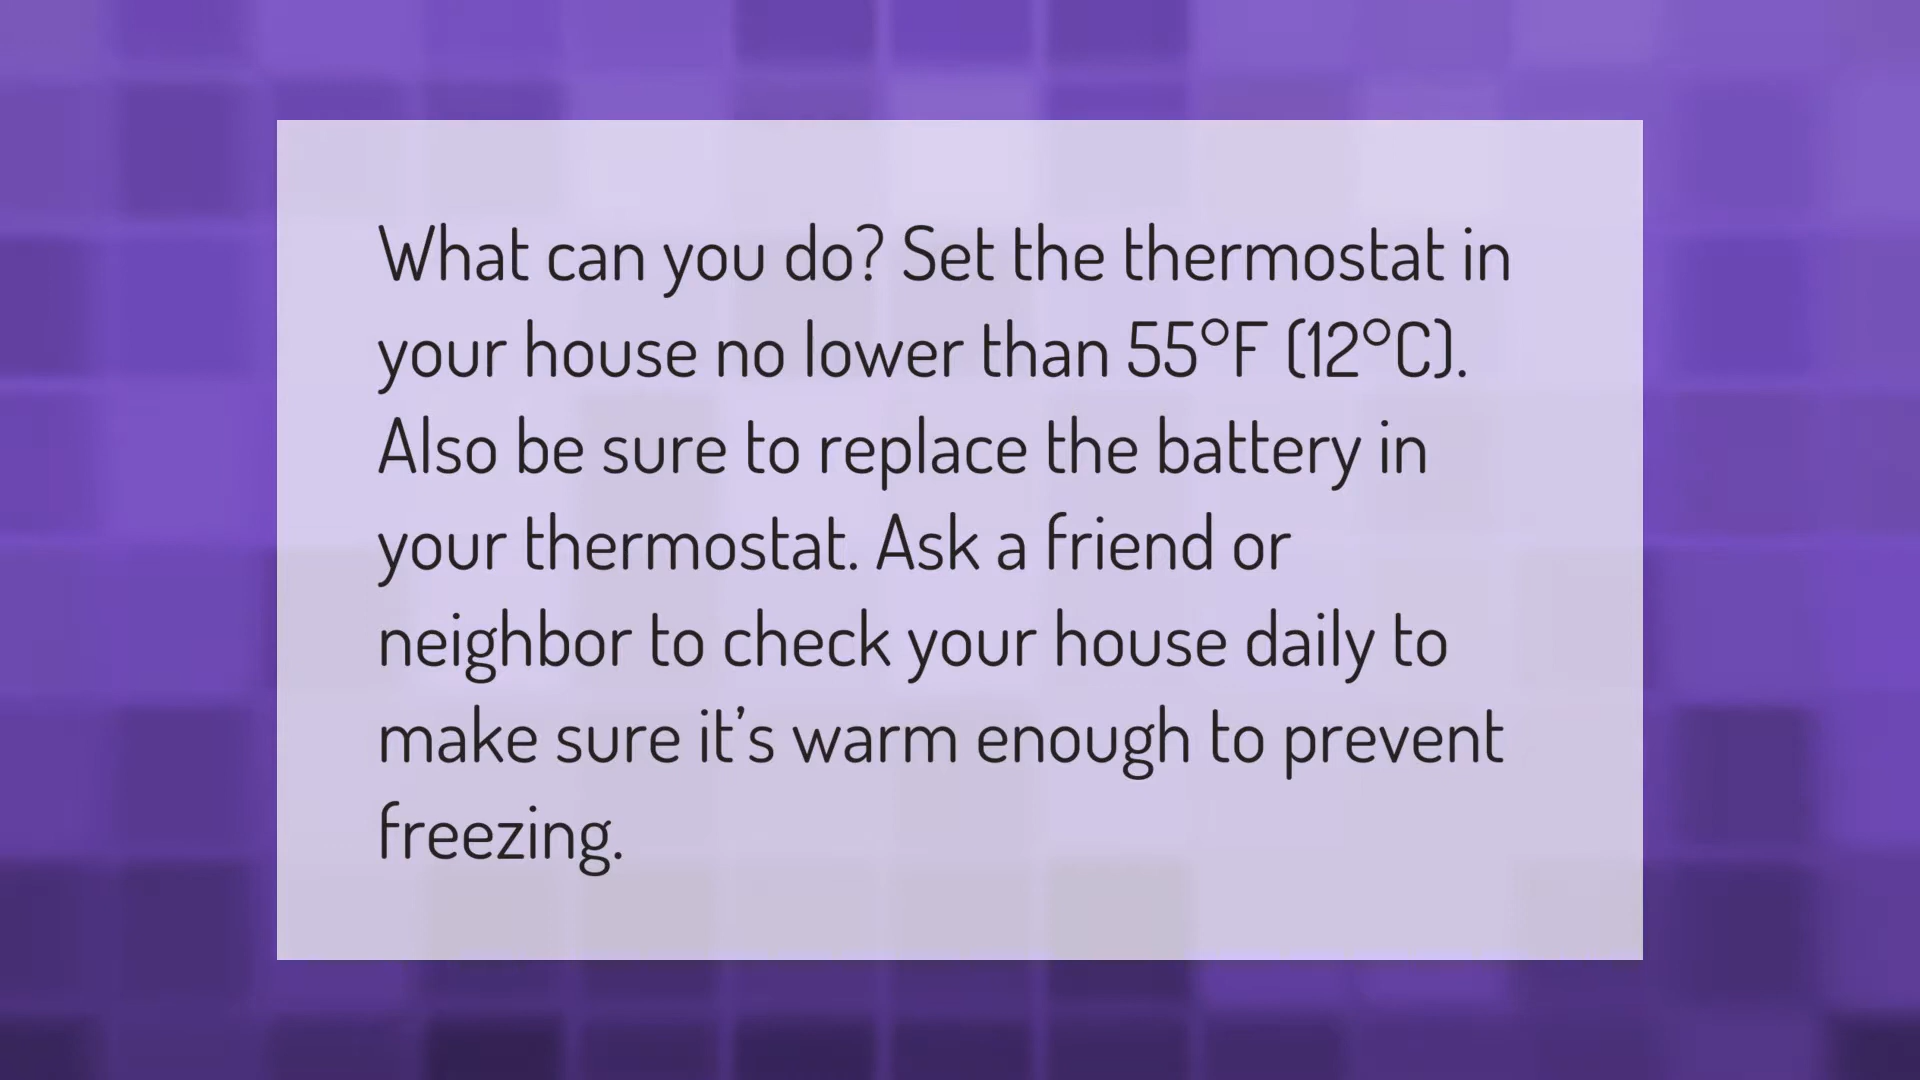 What can you do? Set the thermostat in
your house no lower than 55°F (12°C).
Also be sure to replace the battery in
your thermostat. Ask a friend or
neighbor to check your house daily to
make sure it’s warm enough to prevent
freezing.